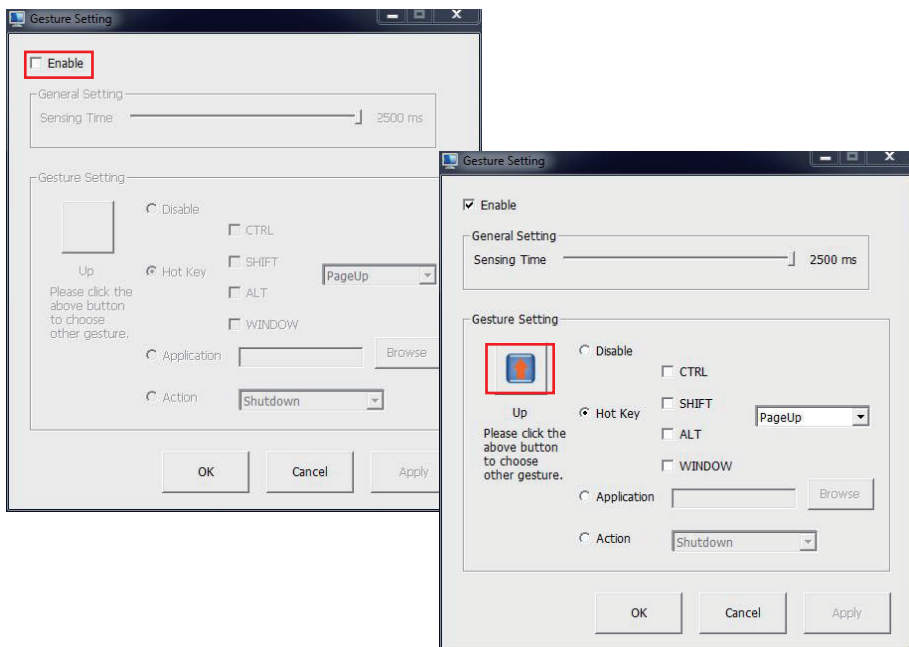 Gesture Setting
Enable
General Setting
Sensing Time 2500 ms
Gesture Setting
Disable
CTRL
Up
Hot Key
SHIFT
PageUp
Please click the
above button
to choose
other gesture.
ALT
WINDOW
Application
Browse
Action
Shutdown
OK Cancel Apply
Gesture Setting
Enable
General Setting
Sensing Time 2500 ms
Gesture Setting
Disable
CTRL
Up
Hot Key
SHIFT
PageUp
Please click the
above button
to choose
other gesture.
ALT
WINDOW
Application
Browse
Action
Shutdown
OK Cancel Apply